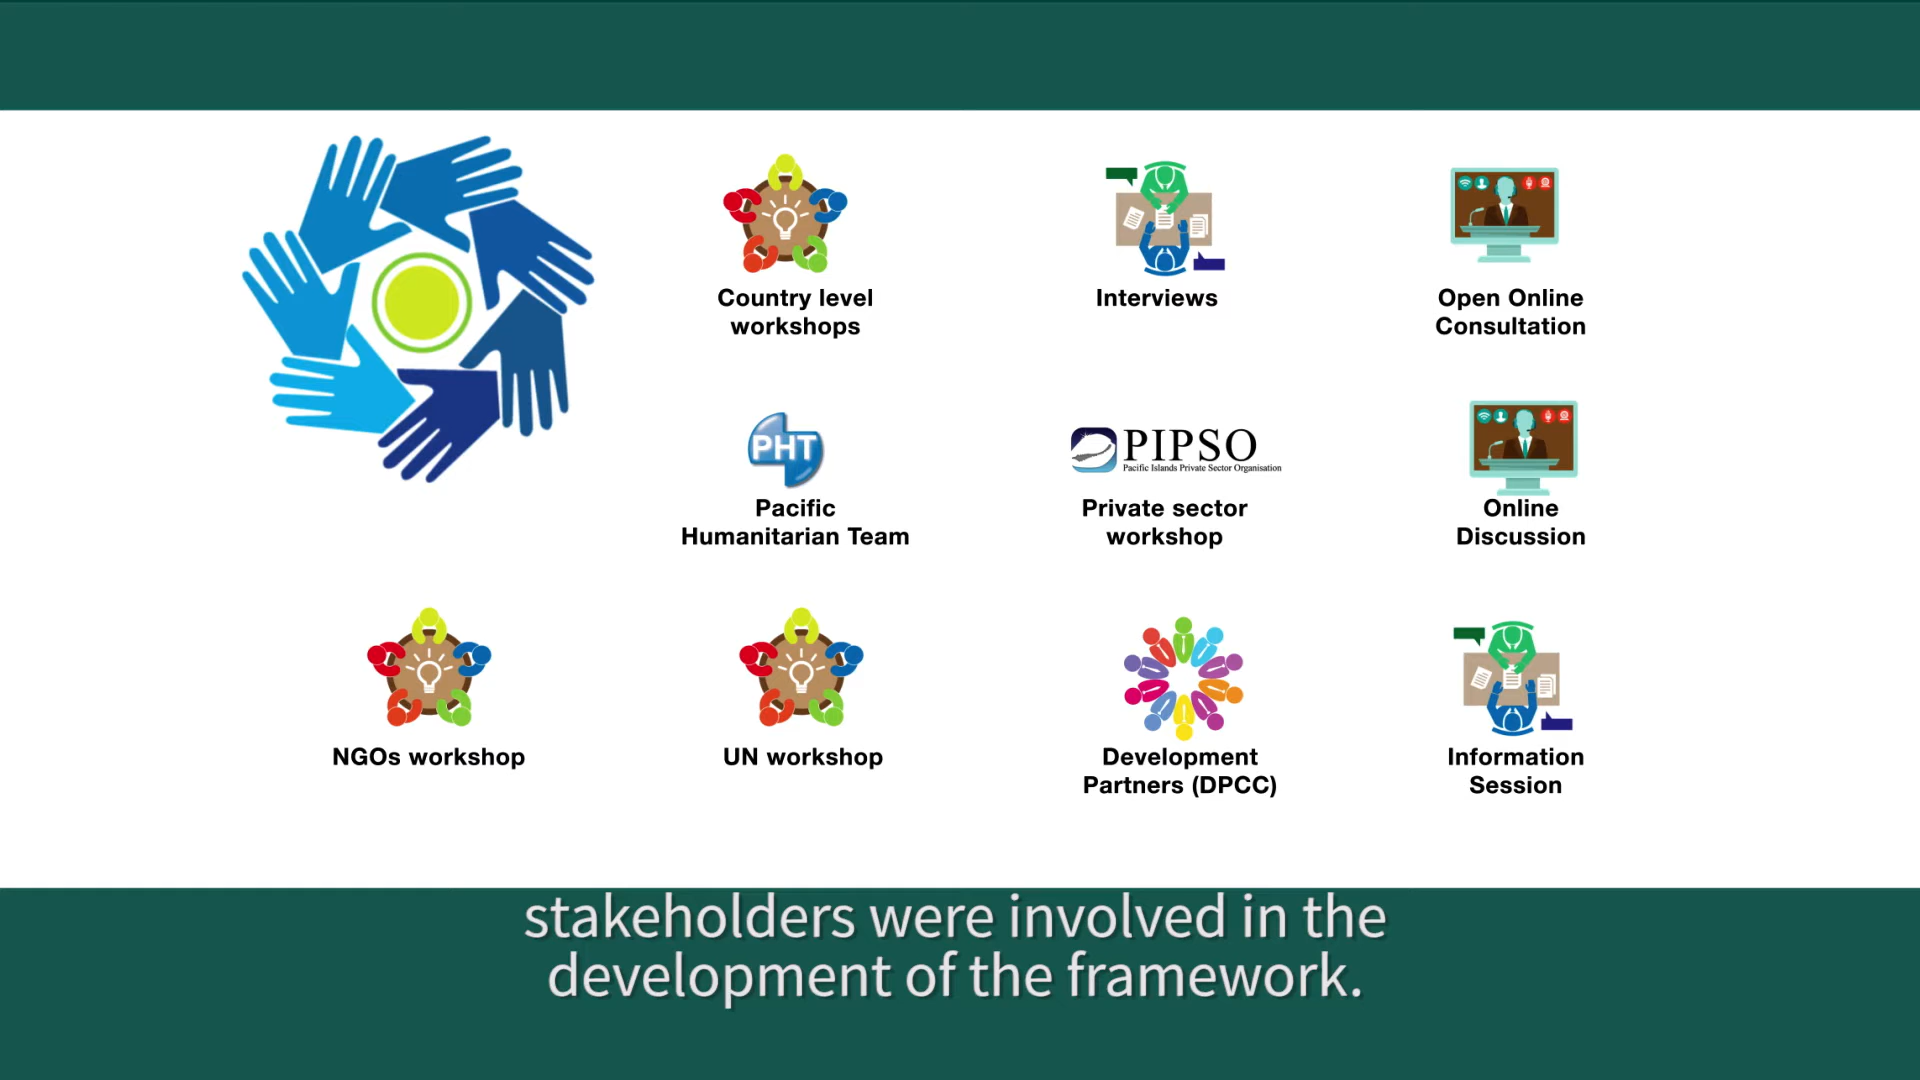 Country level
workshops
Interviews
Open Online
Consultation
PHT
Pacific
Humanitarian Team
PIPSO
Pacific Islands Private Sector Organisation
Private sector
workshop
Online
Discussion
NGOs workshop
UN workshop
Development
Partners (DPCC)
Information
Session
stakeholders were involved in the
development of the framework.